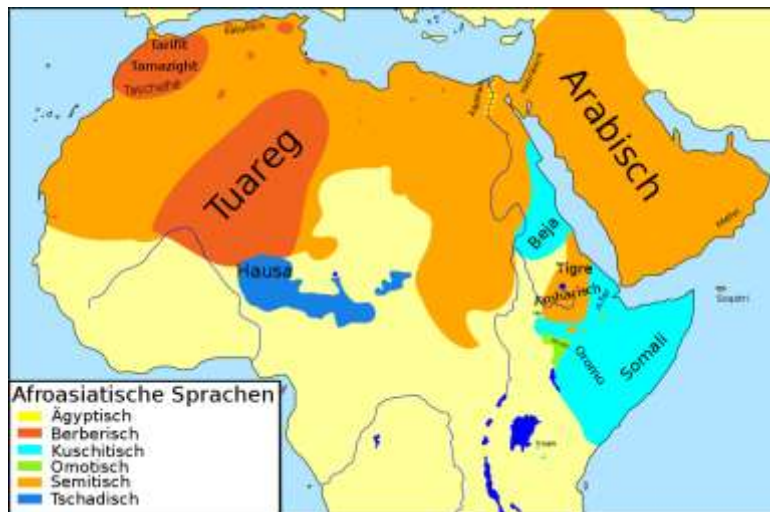 Tarifit
Tamazight
Taschelhit
Tuareg
Arabisch
Beja
Hausa
Tigre
Amharisch
Oromo
Somali
Afroasiatische Sprachen
Ägyptisch
Berberisch
Kuschitisch
Omotisch
Semitisch
Tschadisch